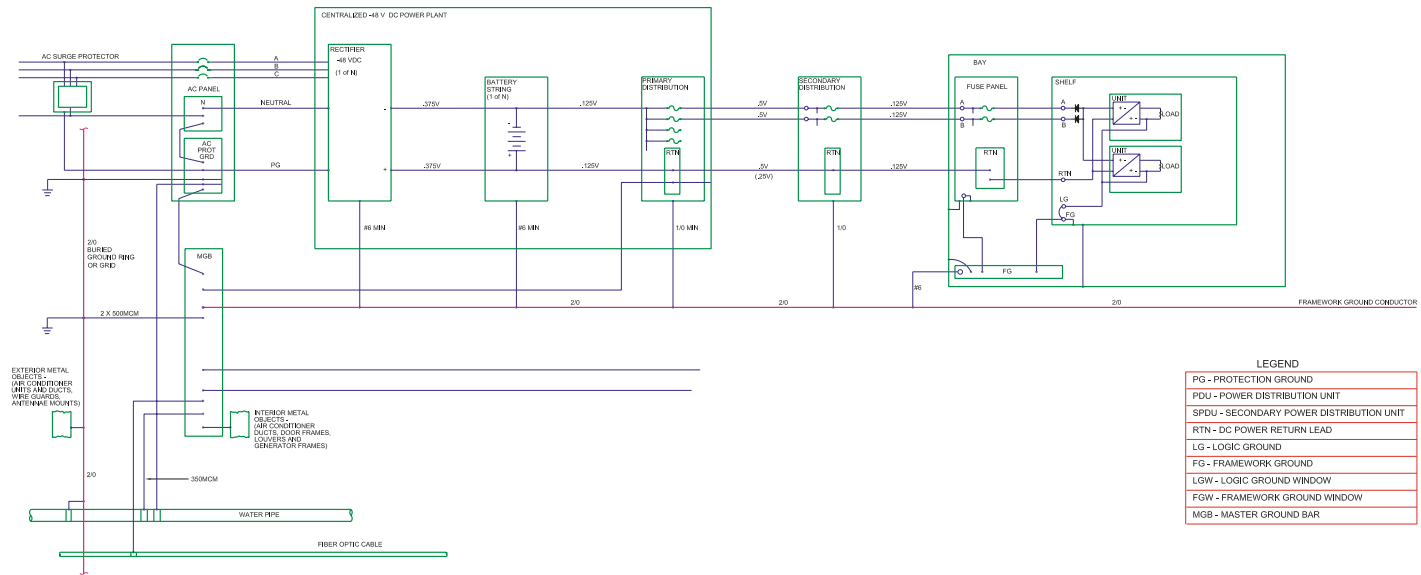 CENTRALIZED -48 V DC POWER PLANT
AC SURGE PROTECTOR
A
B
C
RECTIFIER
-48 VDC
(1 of N)
AC PANEL
N
NEUTRAL
AC
PROT
GRD
PG
-
+
.375V
.375V
BATTERY
STRING
(1 of N)
-
+
.125V
.125V
PRIMARY
DISTRIBUTION
RTN
.5V
.5V
.5V
(.25V)
SECONDARY
DISTRIBUTION
RTN
.125V
.125V
.125V
BAY
FUSE PANEL
A
B
RTN
SHELF
A
B
RTN
LG
FG
UNIT
+ -
+ -
LOAD
UNIT
+ -
+ -
LOAD
#6 MIN
#6 MIN
1/0 MIN
1/0
FG
#6
2/0
BURIED
GROUND RING
OR GRID
MGB
2 X 500MCM
2/0
2/0
2/0
FRAMEWORK GROUND CONDUCTOR
EXTERIOR METAL
OBJECTS -
(AIR CONDITIONER
UNITS AND DUCTS,
WIRE GUARDS,
ANTENNAE MOUNTS)
INTERIOR METAL
OBJECTS -
(AIR CONDITIONER
DUCTS, DOOR FRAMES,
LOUVERS AND
GENERATOR FRAMES)
2/0
350MCM
WATER PIPE
FIBER OPTIC CABLE
LEGEND
PG - PROTECTION GROUND
PDU - POWER DISTRIBUTION UNIT
SPDU - SECONDARY POWER DISTRIBUTION UNIT
RTN - DC POWER RETURN LEAD
LG - LOGIC GROUND
FG - FRAMEWORK GROUND
LGW - LOGIC GROUND WINDOW
FGW - FRAMEWORK GROUND WINDOW
MGB - MASTER GROUND BAR